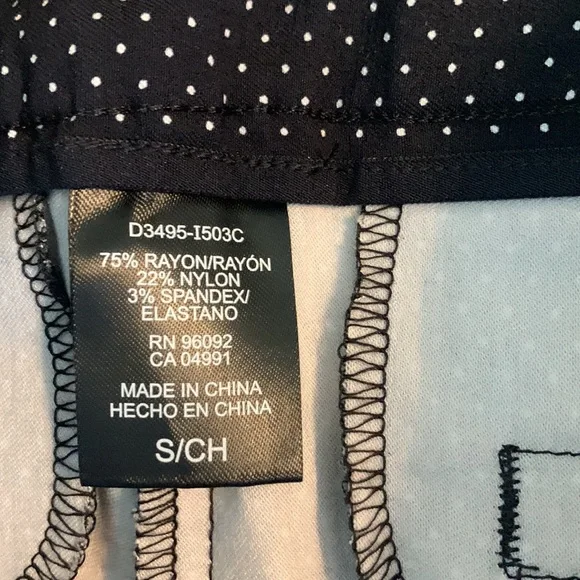 D3495-I503C
75% RAYON/RAYÓN
22% NYLON
3% SPANDEX/
ELASTANO
RN 96092
CA 04991
MADE IN CHINA
HECHO EN CHINA
S/CH